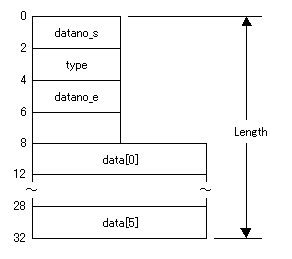 0
datano_s
2
type
4
datano_e
6
8
data[0]
12
~ ~
28
data[5]
32
Length